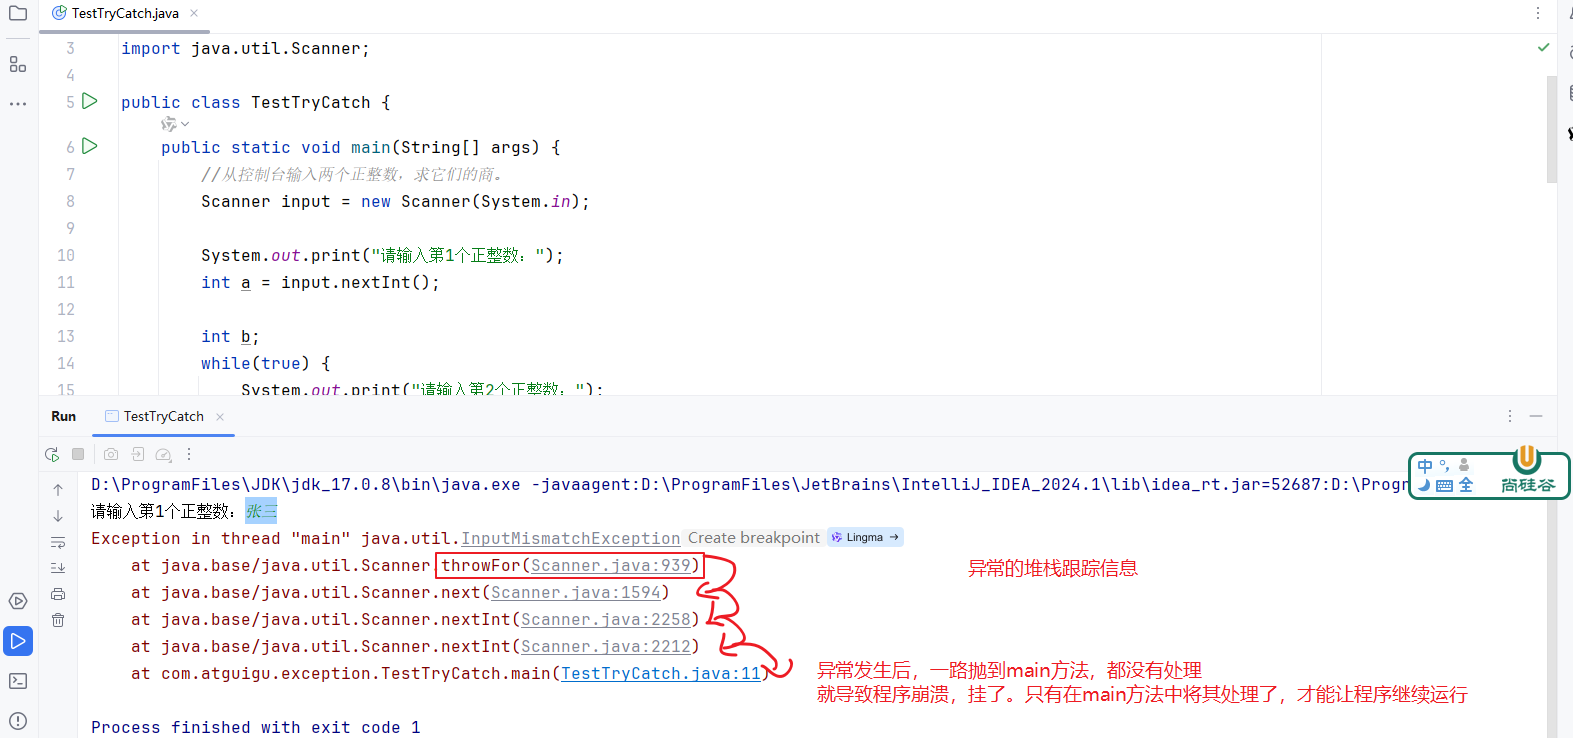 TestTryCatch.java
3 import java.util.Scanner;
4
5 public class TestTryCatch {
6 public static void main(String[] args) {
7 //从控制台输入两个正整数，求它们的商。
8 Scanner input = new Scanner(System.in);
9
10 System.out.print("请输入第1个正整数：");
11 int a = input.nextInt();
12
13 int b;
14 while(true) {
15 System.out.print("请输入第2个正整数：");
Run TestTryCatch
D:\ProgramFiles\JDK\jdk_17.0.8\bin\java.exe -javaagent:D:\ProgramFiles\JetBrains\IntelliJ_IDEA_2024.1\lib\idea_rt.jar=52687:D:\Prog
中 全 尚硅谷
请输入第1个正整数：张三
Exception in thread "main" java.util.InputMismatchException Create breakpoint Lingma →
at java.base/java.util.Scanner.throwFor(Scanner.java:939)
异常的堆栈跟踪信息
at java.base/java.util.Scanner.next(Scanner.java:1594)
at java.base/java.util.Scanner.nextInt(Scanner.java:2258)
at java.base/java.util.Scanner.nextInt(Scanner.java:2212)
at com.atguigu.exception.TestTryCatch.main(TestTryCatch.java:11)
异常发生后，一路抛到main方法，都没有处理
就导致程序崩溃，挂了。只有在main方法中将其处理了，才能让程序继续运行
Process finished with exit code 1